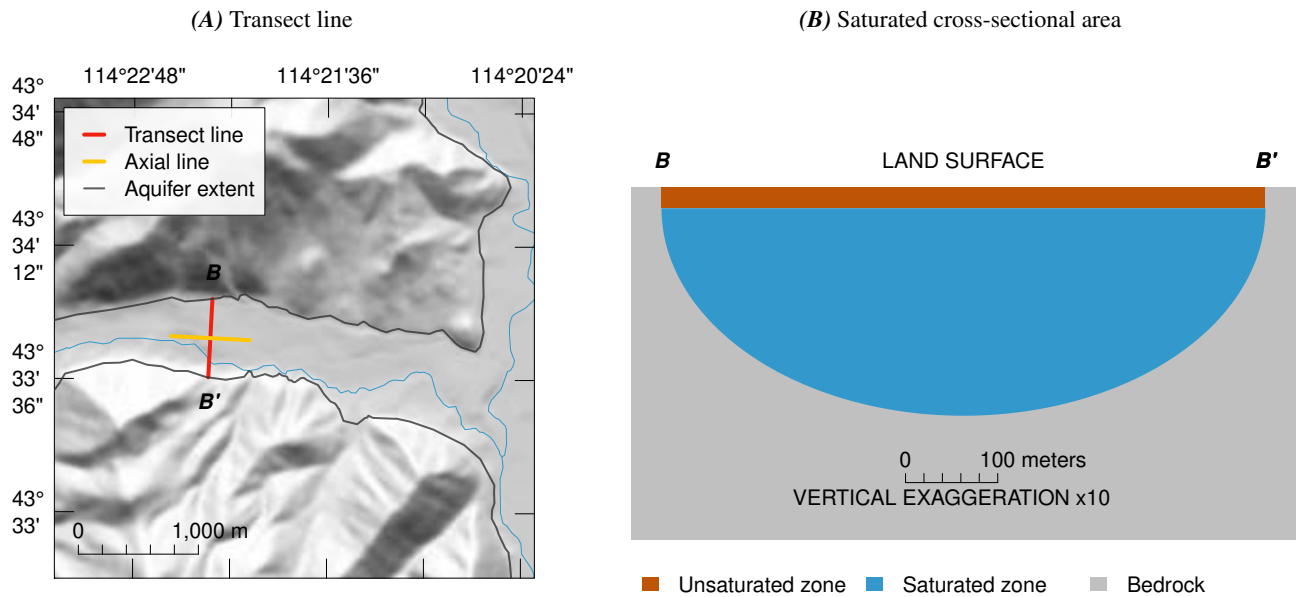 (A) Transect line
114°22'48" 114°21'36" 114°20'24"
43°
34'
48"
43°
34'
12"
43°
33'
36"
43°
33'
Transect line
Axial line
Aquifer extent
B
B'
0 1,000 m
(B) Saturated cross-sectional area
B LAND SURFACE B'
0 100 meters
VERTICAL EXAGGERATION x10
Unsaturated zone Saturated zone Bedrock